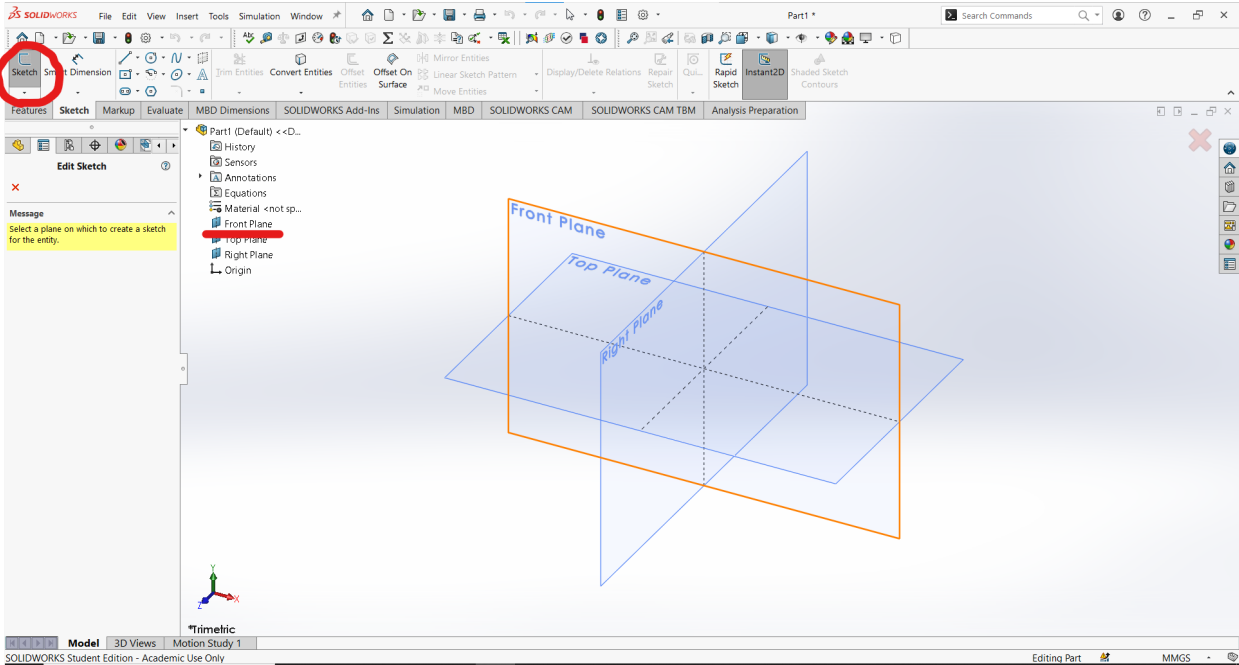 SOLIDWORKS File Edit View Insert Tools Simulation Window Part1 * Search Commands
Sketch Smart Dimension Trim Entities Convert Entities Offset Entities Offset On Surface Mirror Entities Linear Sketch Pattern Move Entities Display/Delete Relations Repair Sketch Qui... Rapid Sketch Instant2D Shaded Sketch Contours
Features Sketch Markup Evaluate MBD Dimensions SOLIDWORKS Add-Ins Simulation MBD SOLIDWORKS CAM SOLIDWORKS CAM TBM Analysis Preparation
Edit Sketch
Message
Select a plane on which to create a sketch
for the entity.
Part1 (Default) <<D...
History
Sensors
Annotations
Equations
Material <not sp...
Front Plane
Top Plane
Right Plane
Origin
Front Plane
Top Plane
Right Plane
Y
X
Z
*Trimetric
Model 3D Views Motion Study 1
SOLIDWORKS Student Edition - Academic Use Only Editing Part MMGS